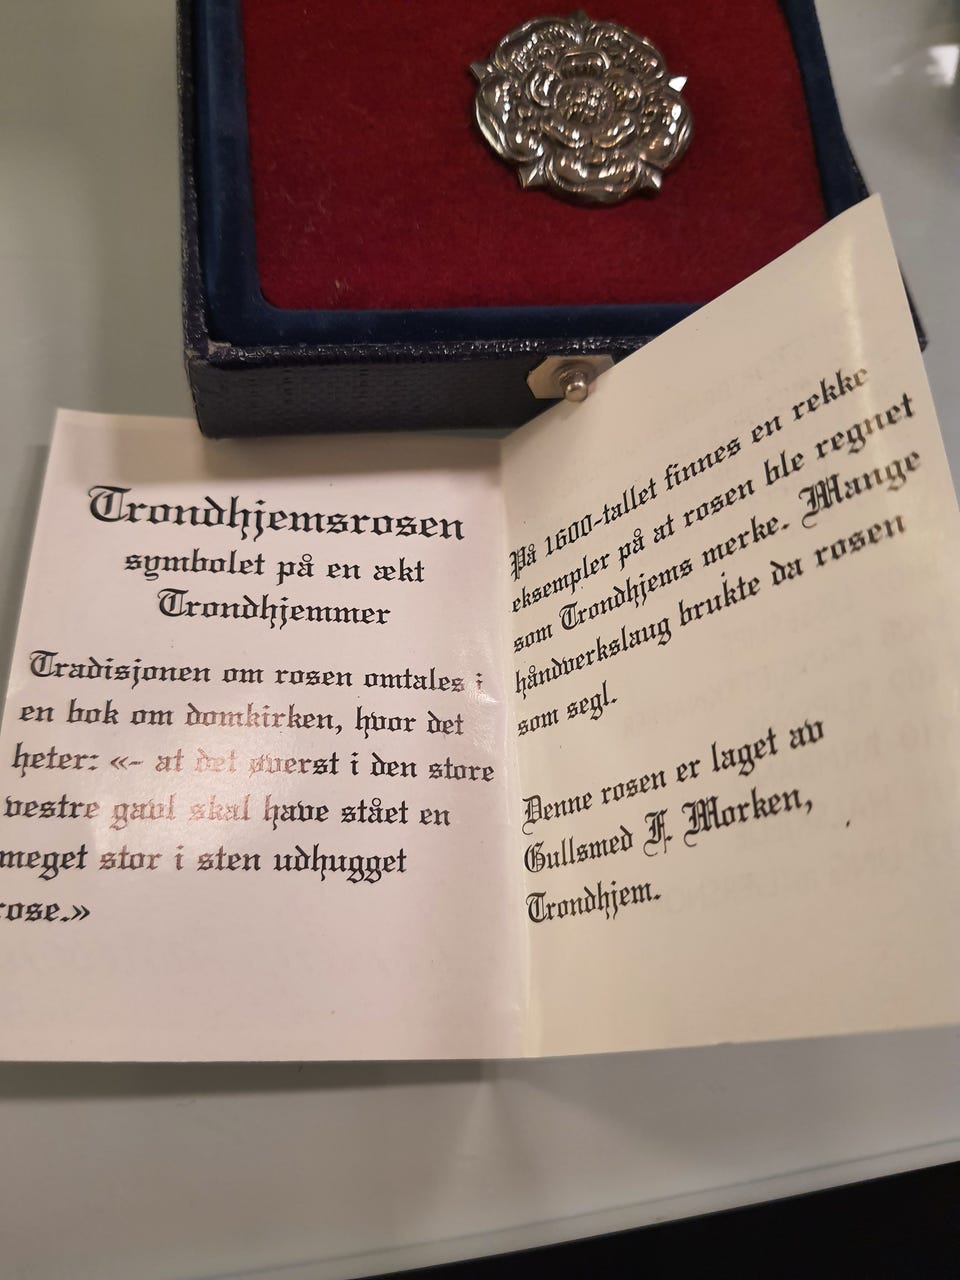 Trondhjemsrosen
symbolet på en ækt
Trondhjemmer
Tradisjonen om rosen omtales i
en bok om domkirken, hvor det
heter: «- at det øverst i den store
vestre gavl skal have stået en
meget stor i sten udhugget
rose.»
På 1600-tallet finnes en rekke
eksempler på at rosen ble regnet
som Trondhjems merke. Mange
håndverkslaug brukte da rosen
som segl.
Denne rosen er laget av
Gullsmed F. Morken,
Trondhjem.